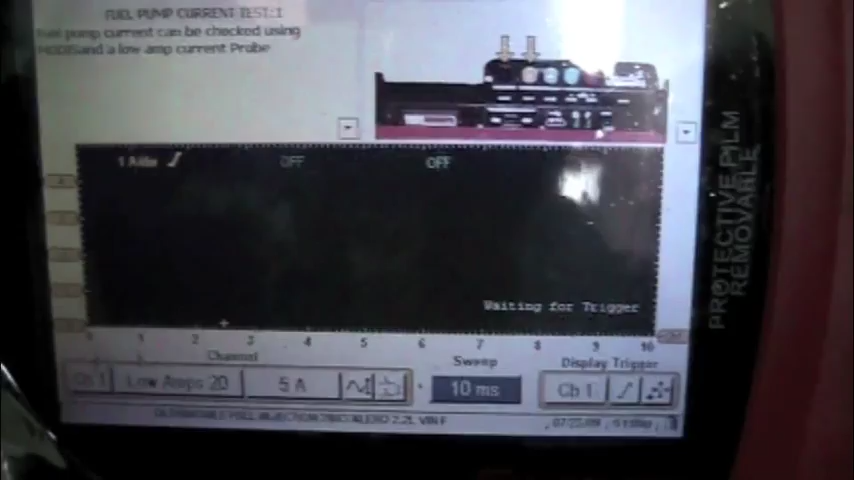 FUEL PUMP CURRENT TEST:1
Fuel pump current can be checked using
MODISand a low amp current Probe
OFF
OFF
Waiting for Trigger
0 1 2 3 4 5 6 7 8 9 10
Channel
Sweep
Display Trigger
Ch 1
Low Amps 20
5 A
10 ms
Ch 1
PROTECTIVE FILM
REMOVABLE